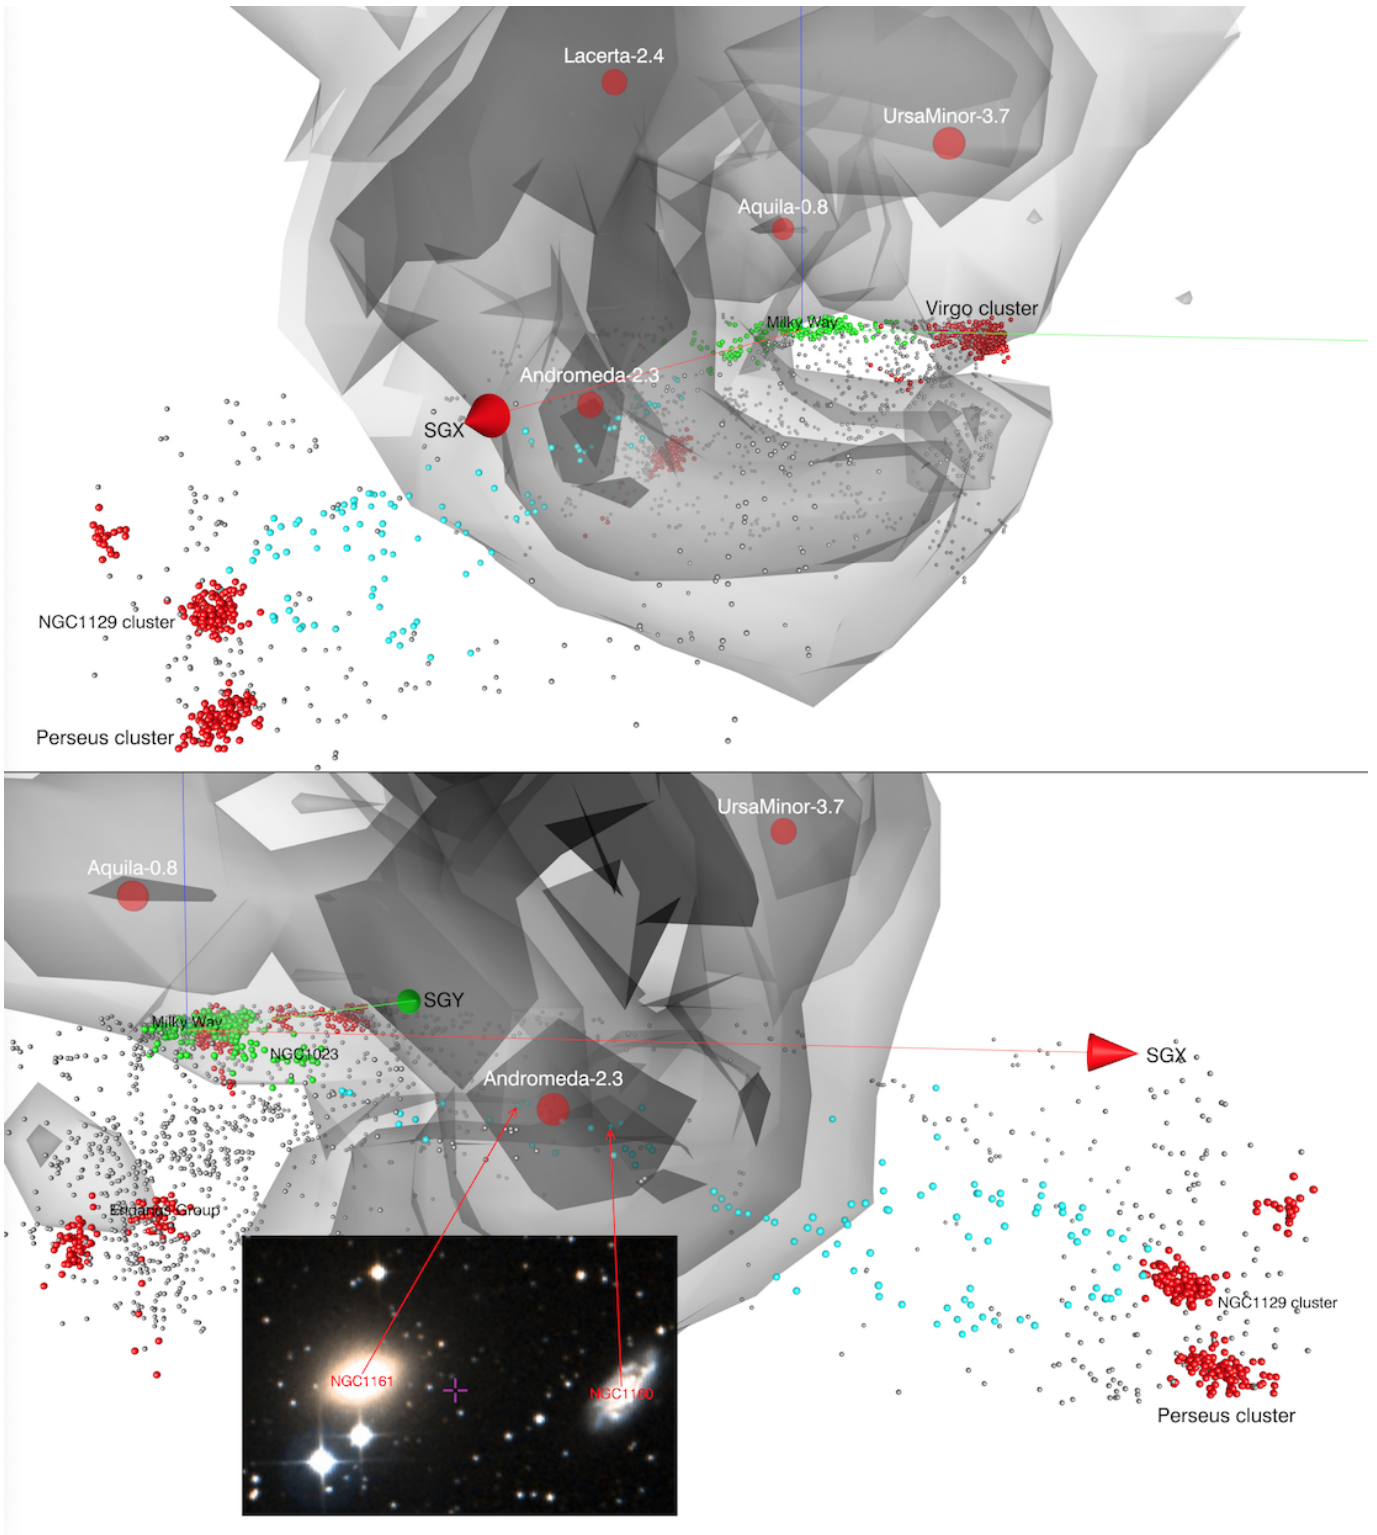 Lacerta-2.4
UrsaMinor-3.7
Aquila-0.8
Virgo cluster
Milky Way
Andromeda-2.3
SGX
NGC1129 cluster
Perseus cluster
UrsaMinor-3.7
Aquila-0.8
SGY
Milky Way
NGC1023
SGX
Andromeda-2.3
Eridanus Group
NGC1129 cluster
NGC1161
NGC1160
Perseus cluster